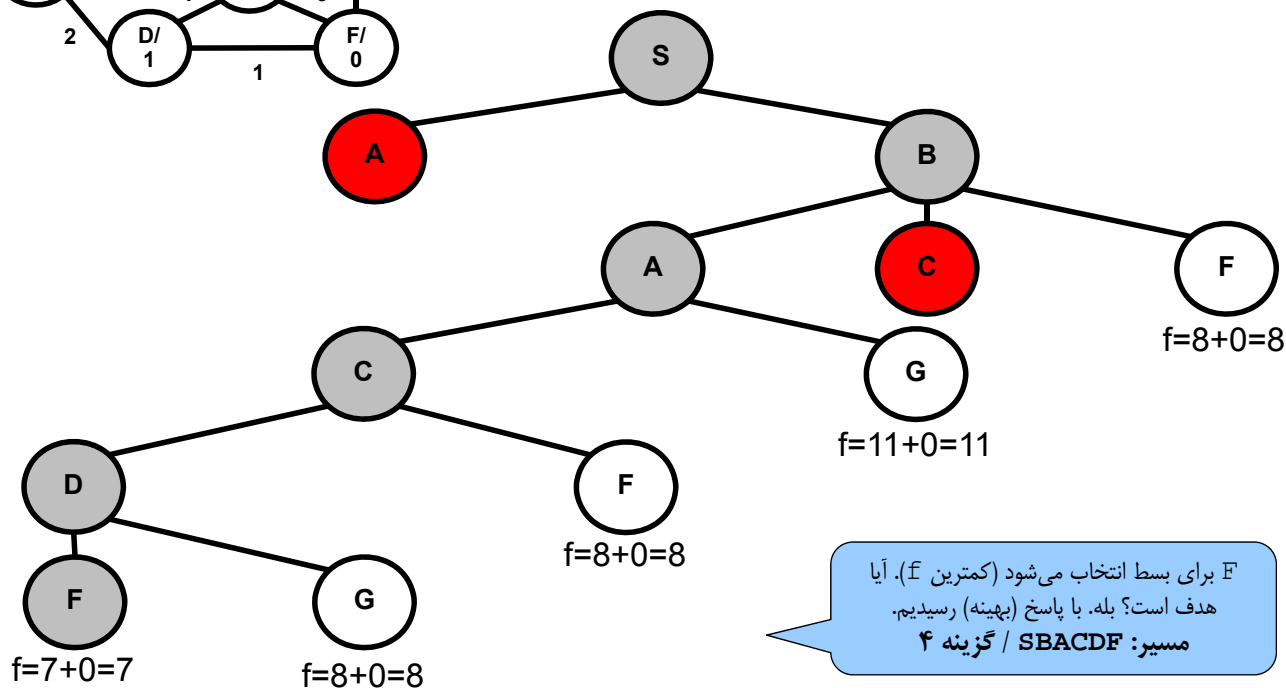 2
D/
1
1
F/
0
S
A
B
A
C
F
f=8+0=8
C
G
f=11+0=11
D
F
f=8+0=8
F
G
f=7+0=7
f=8+0=8
F برای بسط انتخاب می‌شود (کمترین f). آیا
هدف است؟ بله. با پاسخ (بهینه) رسیدیم.
مسیر: SBACDF / گزینه ۴